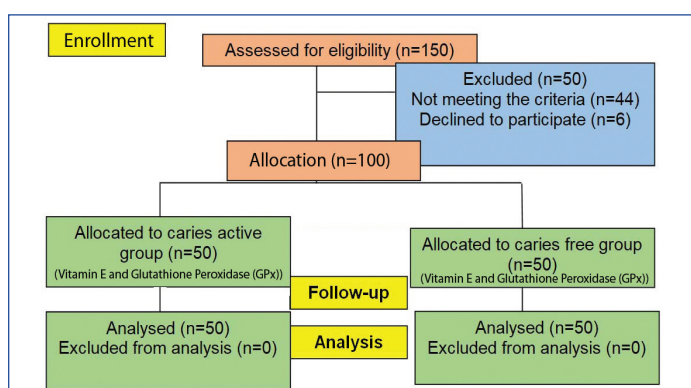 Enrollment
Assessed for eligibility (n=150)
Excluded (n=50)
Not meeting the criteria (n=44)
Declined to participate (n=6)
Allocation (n=100)
Allocated to caries active
group (n=50)
(Vitamin E and Glutathione Peroxidase (GPx))
Allocated to caries free group
(n=50)
(Vitamin E and Glutathione Peroxidase (GPx))
Follow-up
Analysed (n=50)
Excluded from analysis (n=0)
Analysis
Analysed (n=50)
Excluded from analysis (n=0)